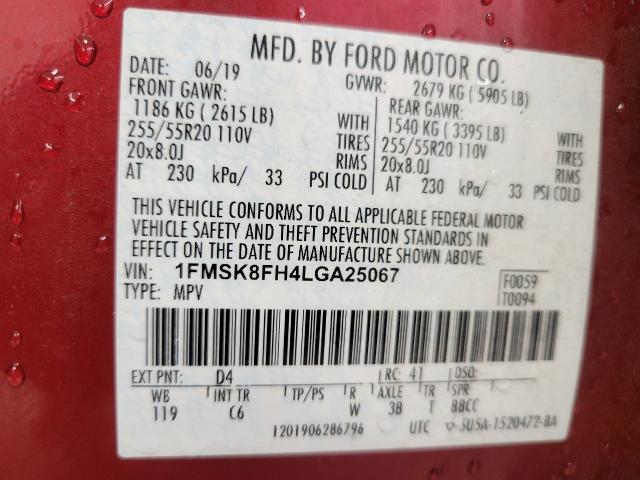 MFD. BY FORD MOTOR CO.
DATE: 06/19 GVWR: 2679 KG ( 5905 LB)
FRONT GAWR: REAR GAWR:
1186 KG ( 2615 LB) WITH 1540 KG ( 3395 LB) WITH
255/55R20 110V TIRES 255/55R20 110V TIRES
20x8.0J RIMS 20x8.0J RIMS
AT 230 kPa/ 33 PSI COLD AT 230 kPa/ 33 PSI COLD
THIS VEHICLE CONFORMS TO ALL APPLICABLE FEDERAL MOTOR
VEHICLE SAFETY AND THEFT PREVENTION STANDARDS IN
EFFECT ON THE DATE OF MANUFACTURE SHOWN ABOVE.
VIN: 1FMSK8FH4LGA25067 F0059
TYPE: MPV T0094
EXT PNT: D4 RC: 41 DSO:
WB INT TR TP/PS R AXLE TR SPR
119 C6 W 3B T BBCC
1201906286796 UTC 5U5A-1520472-BA